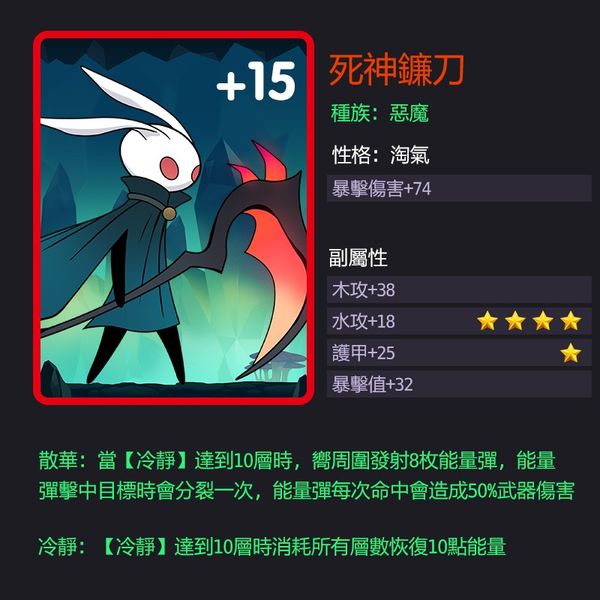 +15
死神鐮刀
種族：惡魔
性格：淘氣
暴擊傷害+74
副屬性
木攻+38
水攻+18
護甲+25
暴擊值+32
散華：當【冷靜】達到10層時，嚮周圍發射8枚能量彈，能量
彈擊中目標時會分裂一次，能量彈每次命中會造成50%武器傷害
冷靜：【冷靜】達到10層時消耗所有層數恢復10點能量